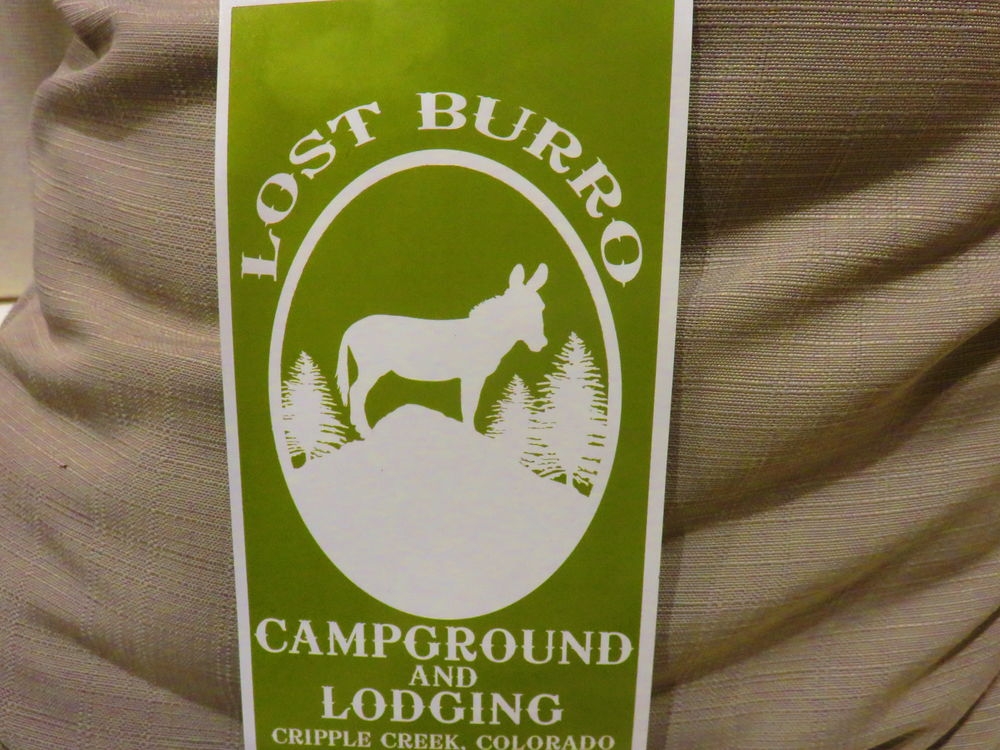 LOST BURRO
CAMPGROUND
AND
LODGING
CRIPPLE CREEK, COLORADO